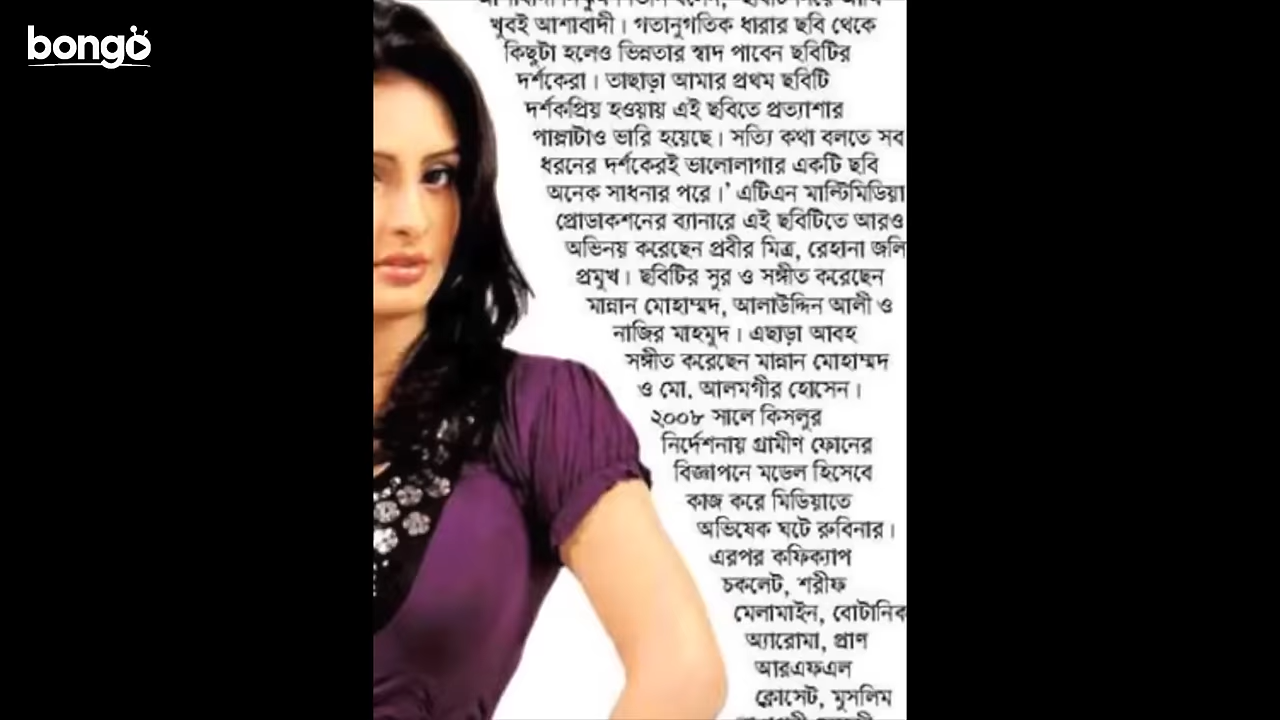 bongo
খুবই আশাবাদী। গতানুগতিক ধারার ছবি থেকে
কিছুটা হলেও ভিন্নতার স্বাদ পাবেন ছবিটির
দর্শকেরা। তাছাড়া আমার প্রথম ছবিটি
দর্শকপ্রিয় হওয়ায় এই ছবিতে প্রত্যাশার
পাল্লাটাও ভারি হয়েছে। সত্যি কথা বলতে সব
ধরনের দর্শকেরই ভালোলাগার একটি ছবি
অনেক সাধনার পরে।' এটিএন মাল্টিমিডিয়া
প্রোডাকশনের ব্যানারে এই ছবিটিতে আরও
অভিনয় করেছেন প্রবীর মিত্র, রেহানা জলি
প্রমুখ। ছবিটির সুর ও সঙ্গীত করেছেন
মান্নান মোহাম্মদ, আলাউদ্দিন আলী ও
নাজির মাহমুদ। এছাড়া আবহ
সঙ্গীত করেছেন মান্নান মোহাম্মদ
ও মো. আলমগীর হোসেন।
২০০৮ সালে কিসলুর
নির্দেশনায় গ্রামীণ ফোনের
বিজ্ঞাপনে মডেল হিসেবে
কাজ করে মিডিয়াতে
অভিষেক ঘটে রুবিনার।
এরপর কফিক্যাপ
চকলেট, শরীফ
মেলামাইন, বোটানিক
অ্যারোমা, প্রাণ
আরএফএল
ক্লোসেট, মুসলিম